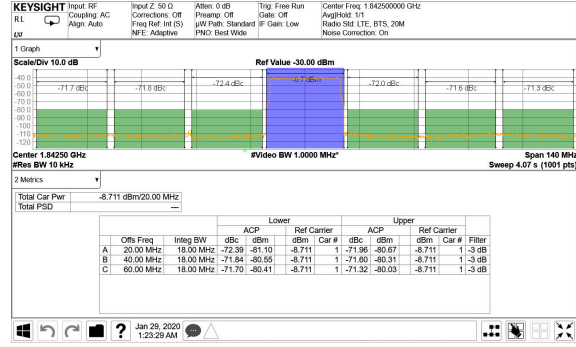 KEYSIGHT Input: RF Input Z: 50 Ω Atten: 0 dB Trig: Free Run Center Freq: 1.842500000 GHz
R L Coupling: AC Corrections: Off Preamp: Off Gate: Off Avg|Hold: 1/1
Align: Auto Freq Ref: Int (S) µW Path: Standard IF Gain: Low Radio Std: LTE, BTS, 20M
LXI NFE: Adaptive PNO: Best Wide Noise Correction: On
1 Graph
Scale/Div 10.0 dB Ref Value -30.00 dBm
-40.0
-50.0
-60.0
-70.0
-80.0
-90.0
-100
-110
-120
-71.7 dBc -71.8 dBc -72.4 dBc -8.7 dBm -72.0 dBc -71.6 dBc -71.3 dBc
Center 1.84250 GHz #Video BW 1.0000 MHz* Span 140 MHz
#Res BW 10 kHz Sweep 4.07 s (1001 pts)
2 Metrics
Total Car Pwr -8.711 dBm/20.00 MHz
Total PSD ---
Lower Upper
ACP Ref Carrier ACP Ref Carrier
Offs Freq Integ BW dBc dBm dBm Car # dBc dBm dBm Car # Filter
A 20.00 MHz 18.00 MHz -72.39 -81.10 -8.711 1 -71.96 -80.67 -8.711 1 -3 dB
B 40.00 MHz 18.00 MHz -71.84 -80.55 -8.711 1 -71.60 -80.31 -8.711 1 -3 dB
C 60.00 MHz 18.00 MHz -71.70 -80.41 -8.711 1 -71.32 -80.03 -8.711 1 -3 dB
? Jan 29, 2020
1:23:29 AM